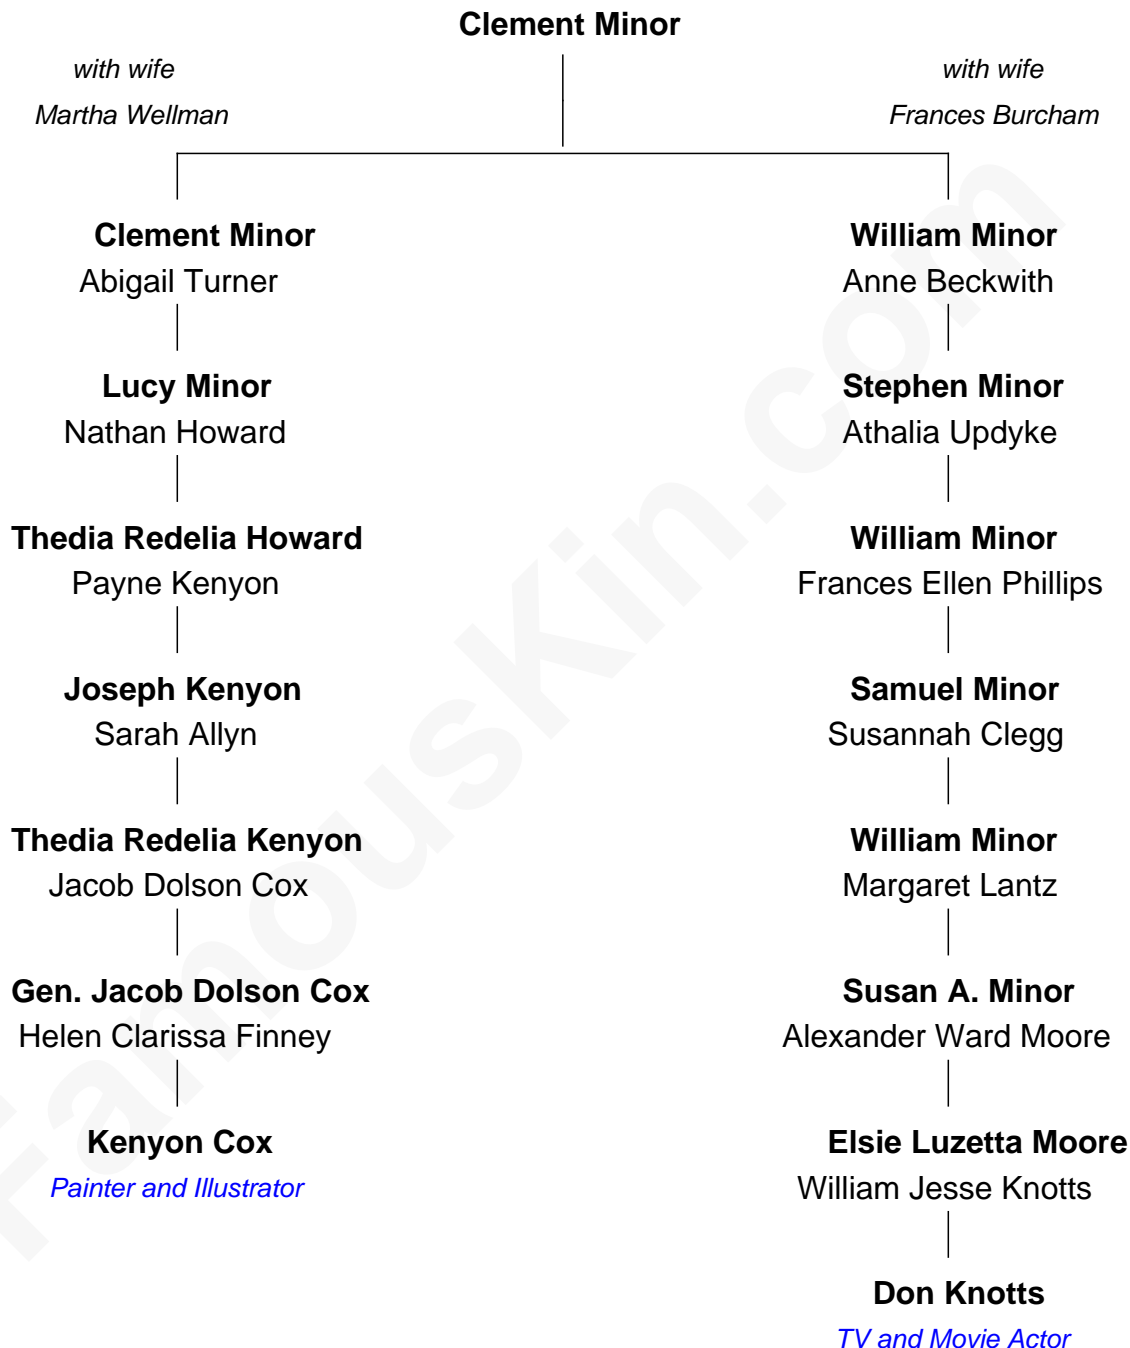 Clement Minor
with wife
Martha Wellman
with wife
Frances Burcham
Clement Minor
Abigail Turner
Lucy Minor
Nathan Howard
Thedia Redelia Howard
Payne Kenyon
Joseph Kenyon
Sarah Allyn
Thedia Redelia Kenyon
Jacob Dolson Cox
Gen. Jacob Dolson Cox
Helen Clarissa Finney
Kenyon Cox
Painter and Illustrator
William Minor
Anne Beckwith
Stephen Minor
Athalia Updyke
William Minor
Frances Ellen Phillips
Samuel Minor
Susannah Clegg
William Minor
Margaret Lantz
Susan A. Minor
Alexander Ward Moore
Elsie Luzetta Moore
William Jesse Knotts
Don Knotts
TV and Movie Actor
FamousKin.com